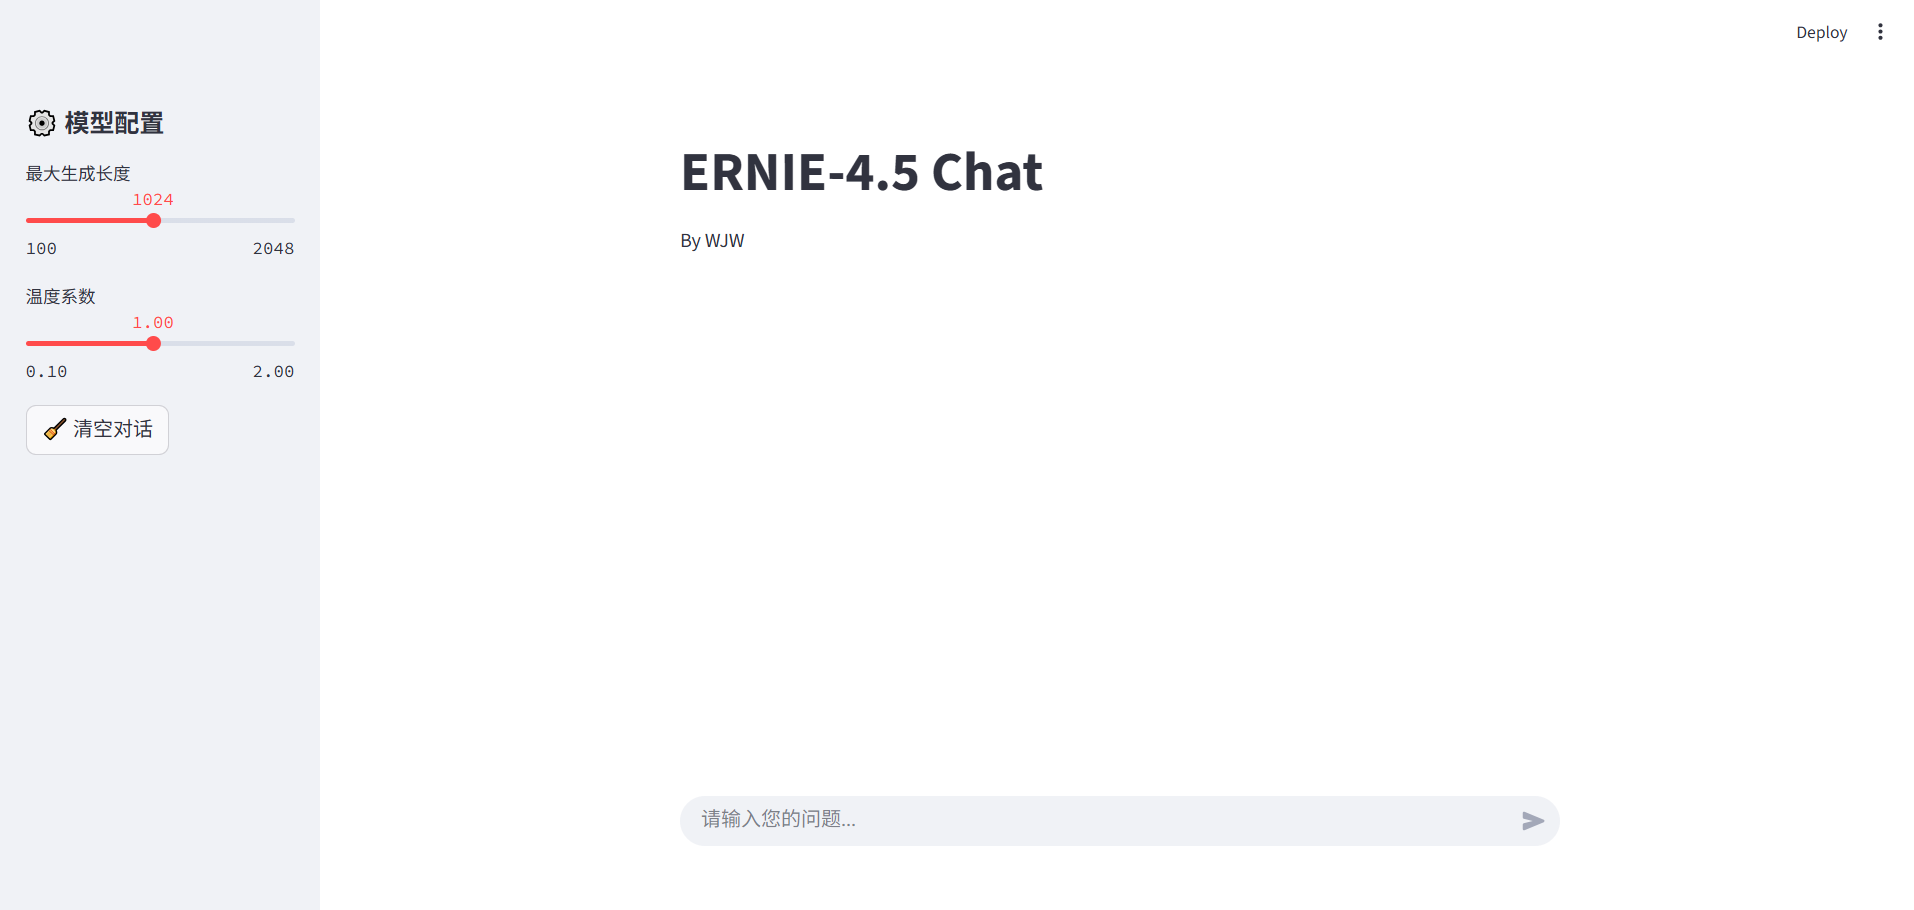 Deploy
模型配置
最大生成长度
1024
100 2048
温度系数
1.00
0.10 2.00
清空对话
ERNIE-4.5 Chat
By WJW
请输入您的问题...